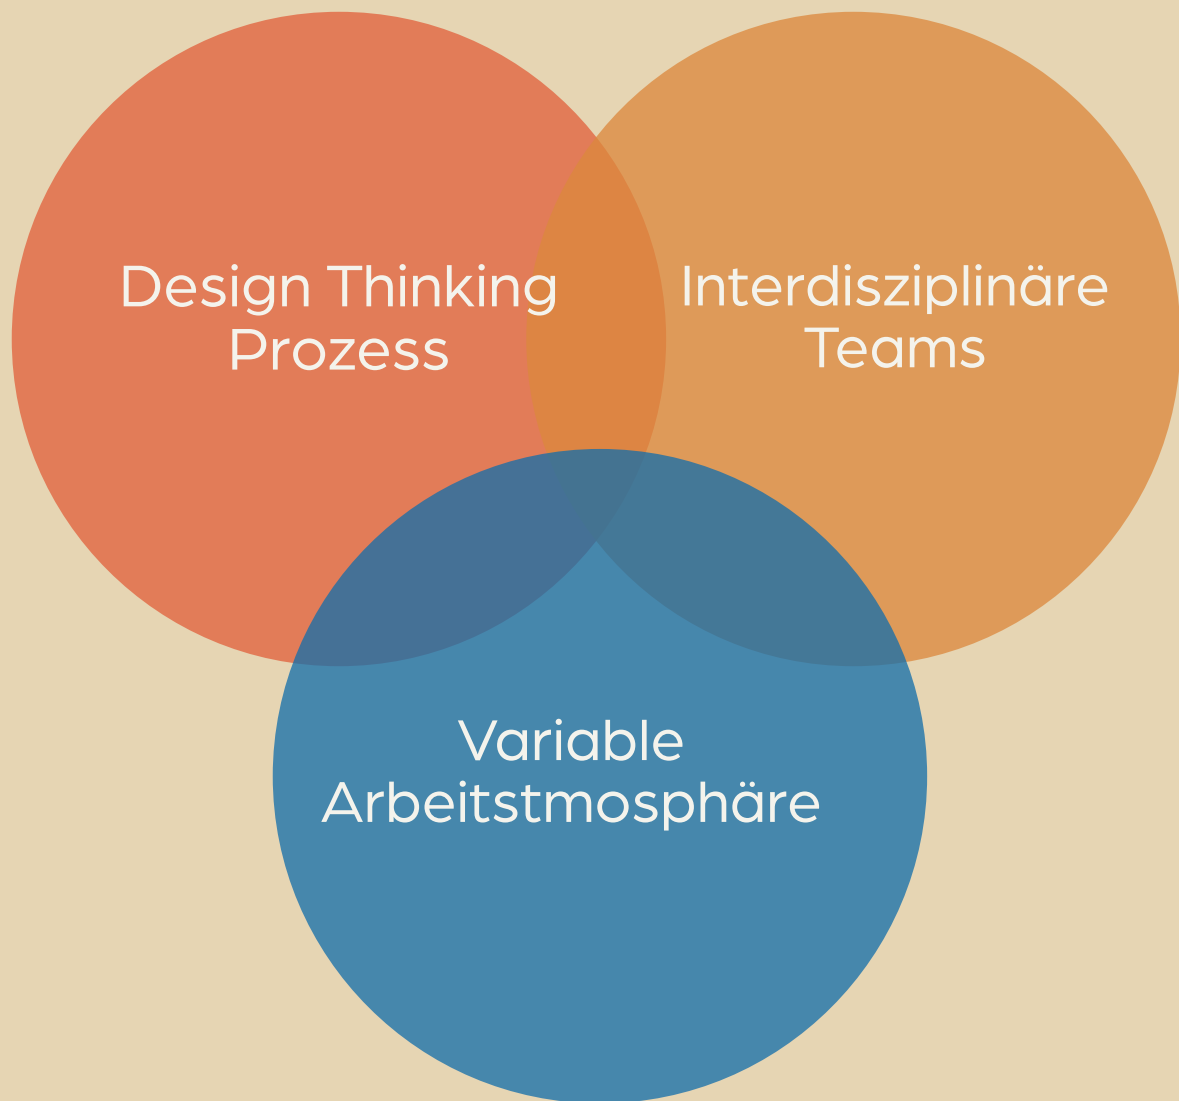 Design Thinking
Prozess
Interdisziplinäre
Teams
Variable
Arbeitstmosphäre